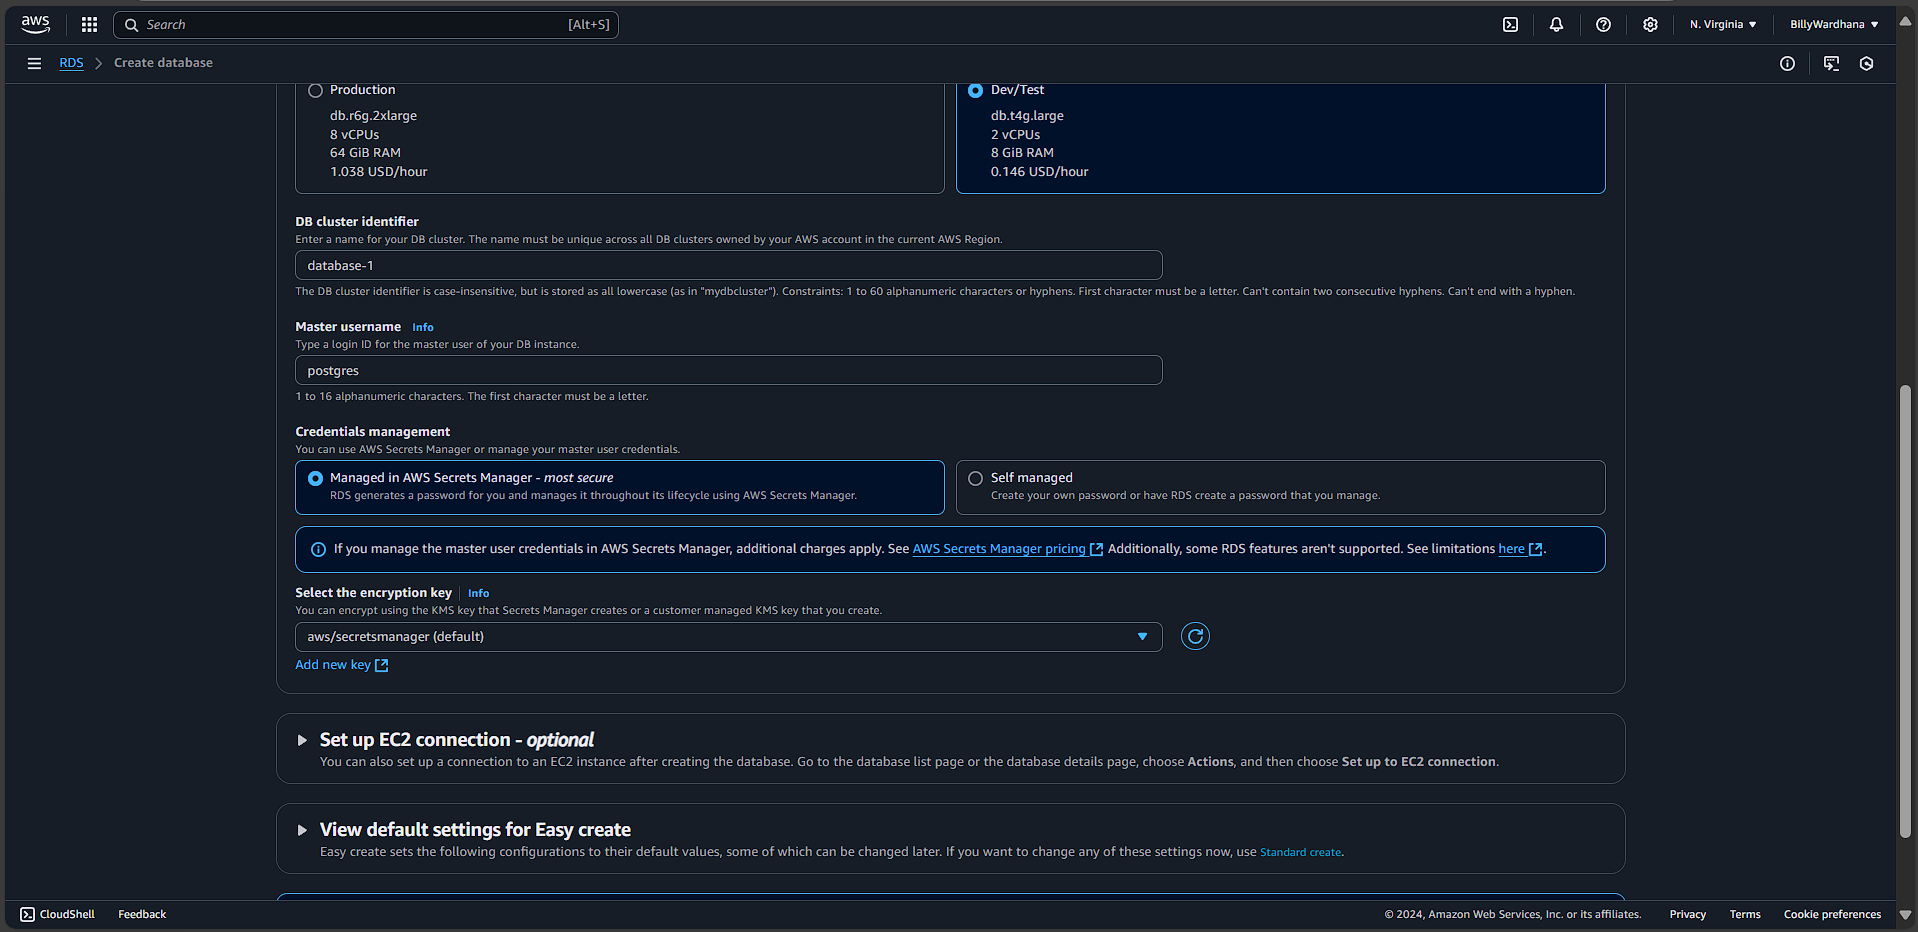 aws
Search
[Alt+S]
N. Virginia
BillyWardhana
RDS
Create database
Production
db.r6g.2xlarge
8 vCPUs
64 GiB RAM
1.038 USD/hour
Dev/Test
db.t4g.large
2 vCPUs
8 GiB RAM
0.146 USD/hour
DB cluster identifier
Enter a name for your DB cluster. The name must be unique across all DB clusters owned by your AWS account in the current AWS Region.
database-1
The DB cluster identifier is case-insensitive, but is stored as all lowercase (as in "mydbcluster"). Constraints: 1 to 60 alphanumeric characters or hyphens. First character must be a letter. Can't contain two consecutive hyphens. Can't end with a hyphen.
Master username Info
Type a login ID for the master user of your DB instance.
postgres
1 to 16 alphanumeric characters. The first character must be a letter.
Credentials management
You can use AWS Secrets Manager or manage your master user credentials.
Managed in AWS Secrets Manager - most secure
RDS generates a password for you and manages it throughout its lifecycle using AWS Secrets Manager.
Self managed
Create your own password or have RDS create a password that you manage.
If you manage the master user credentials in AWS Secrets Manager, additional charges apply. See AWS Secrets Manager pricing Additionally, some RDS features aren't supported. See limitations here.
Select the encryption key Info
You can encrypt using the KMS key that Secrets Manager creates or a customer managed KMS key that you create.
aws/secretsmanager (default)
Add new key
Set up EC2 connection - optional
You can also set up a connection to an EC2 instance after creating the database. Go to the database list page or the database details page, choose Actions, and then choose Set up to EC2 connection.
View default settings for Easy create
Easy create sets the following configurations to their default values, some of which can be changed later. If you want to change any of these settings now, use Standard create.
CloudShell
Feedback
© 2024, Amazon Web Services, Inc. or its affiliates.
Privacy
Terms
Cookie preferences